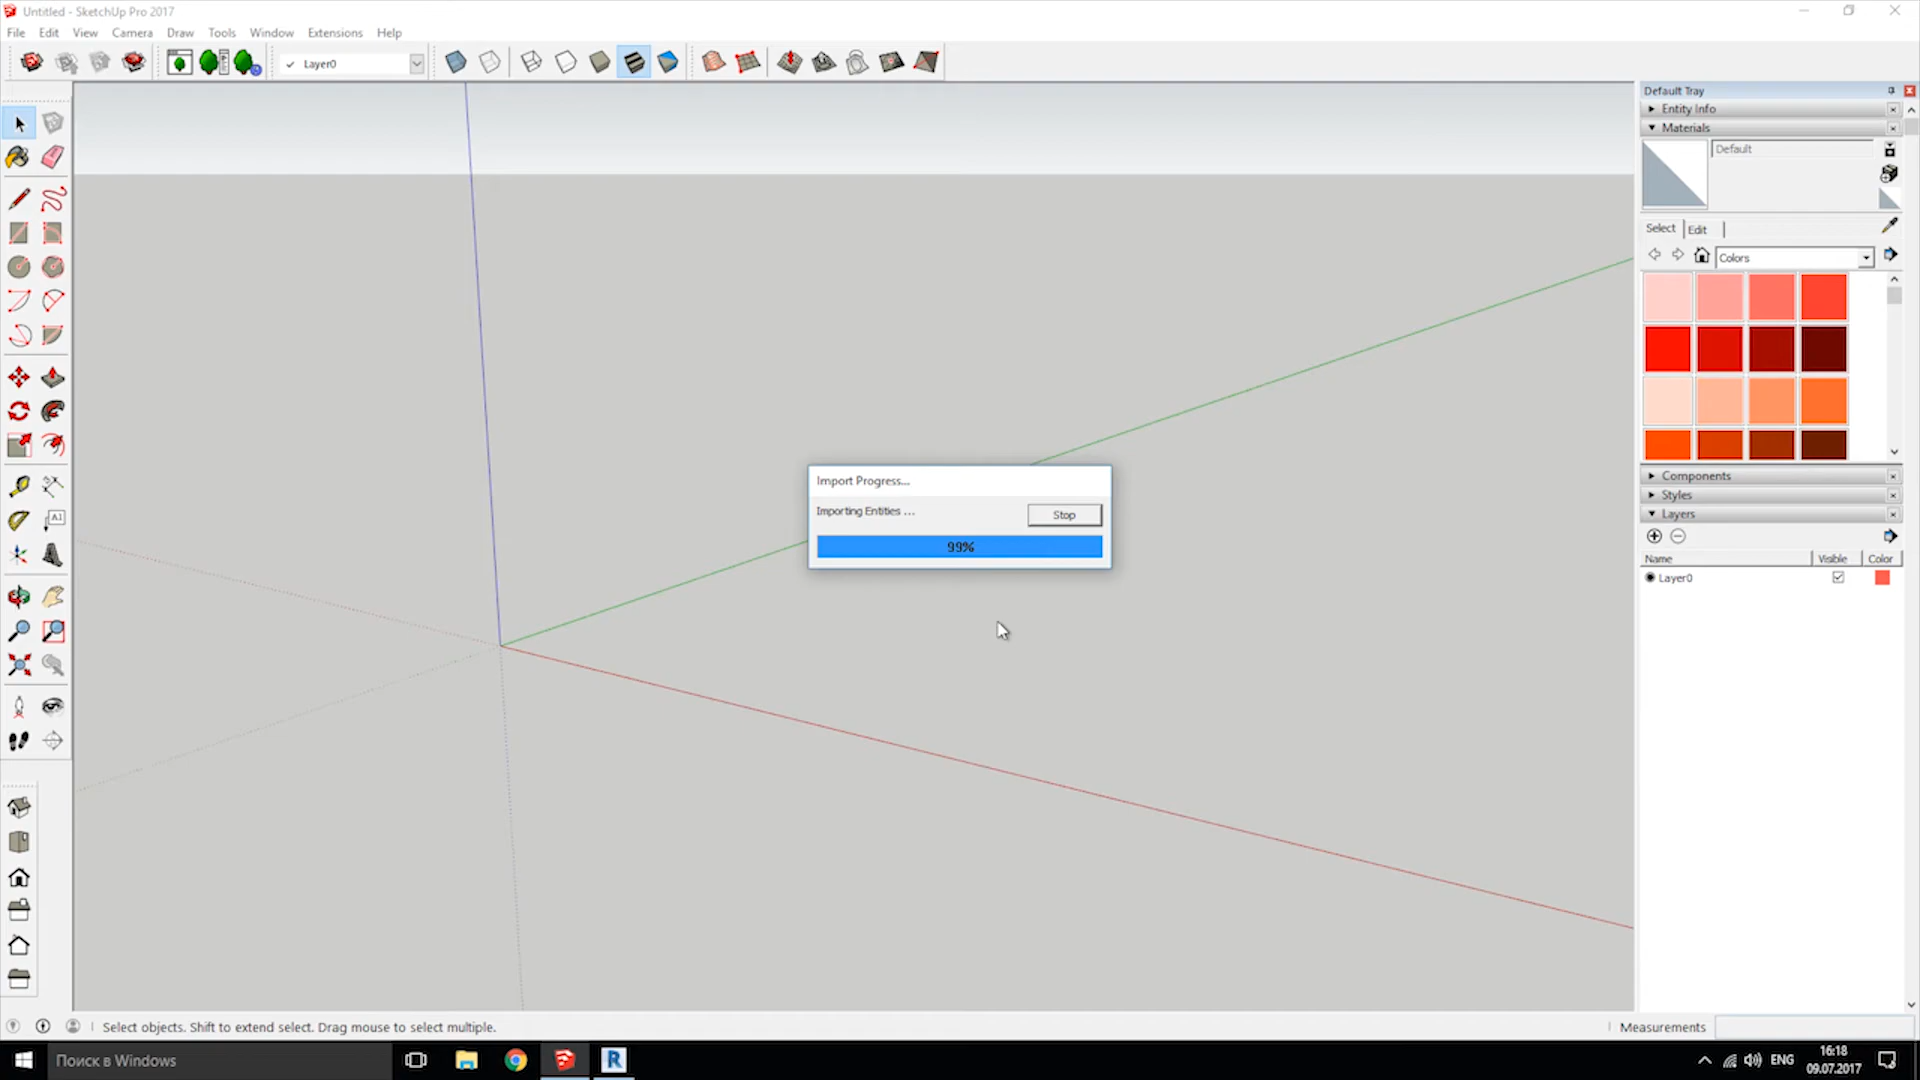 Untitled - SketchUp Pro 2017
File Edit View Camera Draw Tools Window Extensions Help
Layer0
Default Tray
Entity Info
Materials
Default
Select Edit
Colors
Import Progress...
Importing Entities ...
Stop
99%
Components
Styles
Layers
Name Visible Color
Layer0
Select objects. Shift to extend select. Drag mouse to select multiple.
Measurements
Поиск в Windows
ENG
16:18
09.07.2017